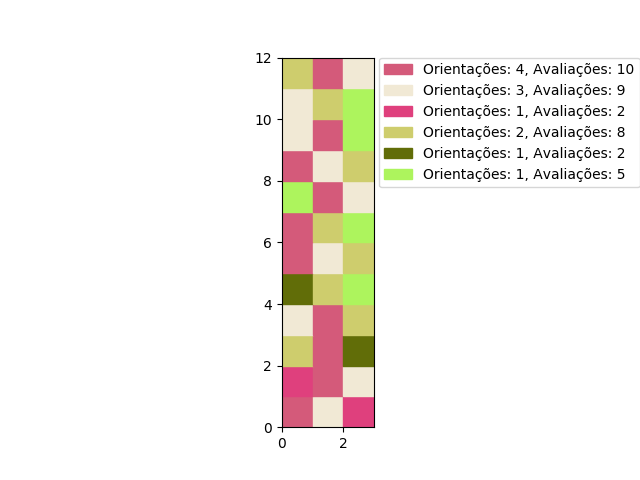 12
10
8
6
4
2
0
0 2
Orientações: 4, Avaliações: 10
Orientações: 3, Avaliações: 9
Orientações: 1, Avaliações: 2
Orientações: 2, Avaliações: 8
Orientações: 1, Avaliações: 2
Orientações: 1, Avaliações: 5